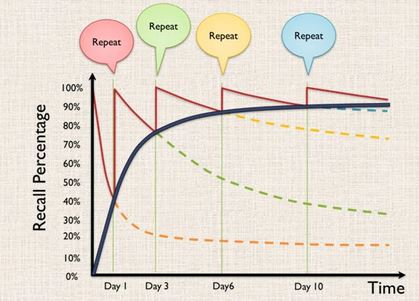 Repeat
Repeat
Repeat
Repeat
100%
90%
80%
70%
60%
50%
40%
30%
20%
10%
0%
Recall Percentage
Day 1
Day 3
Day6
Day 10
Time